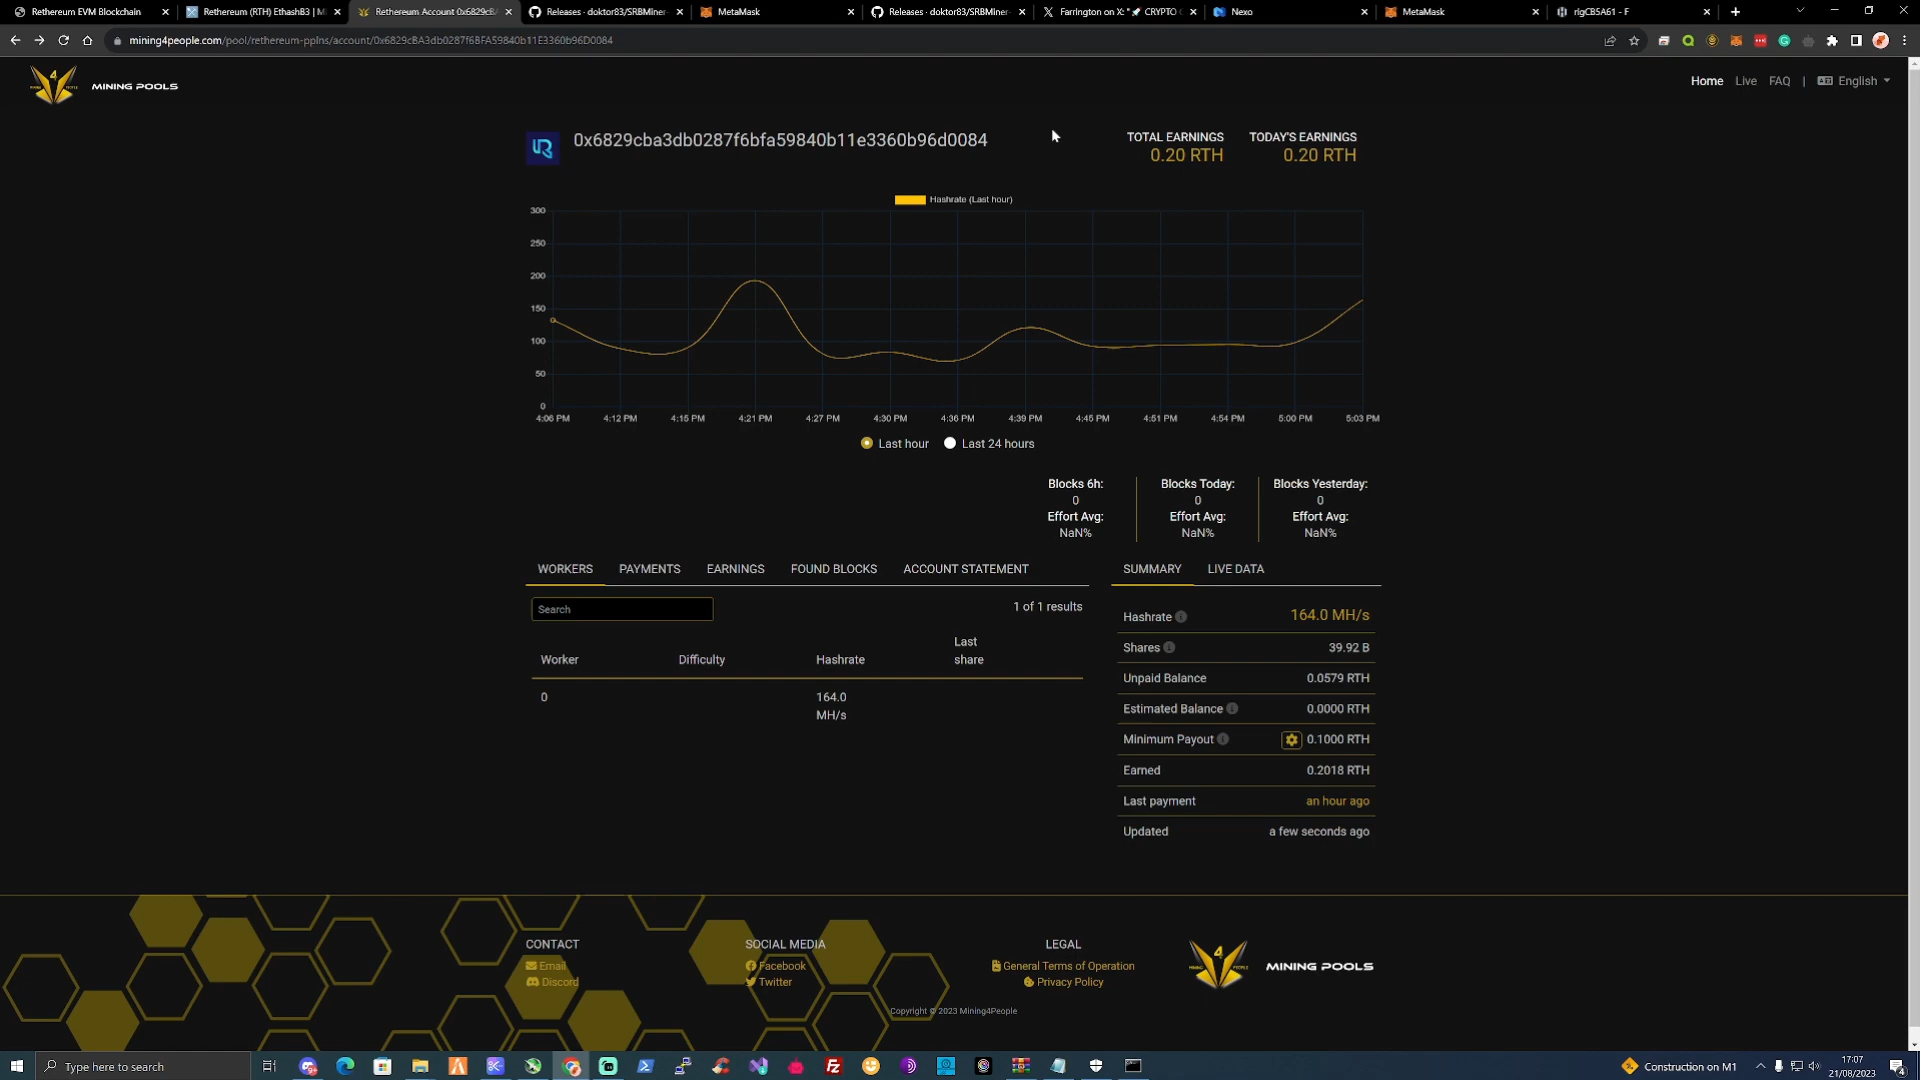 Rethereum EVM Blockchain
Rethereum (RTH) EthashB3 | M
Rethereum Account 0x6829cB
Releases · doktor83/SRBMiner
MetaMask
Releases · doktor83/SRBMiner
Farrington on X: "📌 CRYPTO
Nexo
MetaMask
rigCB5A61 - F
mining4people.com/pool/rethereum-pplns/account/0x6829cBA3db0287f6BFA59840b11E3360b96D0084
4
MINING POOLS
Home
Live
FAQ
|
English
0x6829cba3db0287f6bfa59840b11e3360b96d0084
TOTAL EARNINGS
0.20 RTH
TODAY'S EARNINGS
0.20 RTH
Hashrate (Last hour)
300
250
200
150
100
50
0
4:06 PM 4:12 PM 4:15 PM 4:21 PM 4:27 PM 4:30 PM 4:36 PM 4:39 PM 4:45 PM 4:51 PM 4:54 PM 5:00 PM 5:03 PM
Last hour
Last 24 hours
Blocks 6h:
0
Effort Avg:
NaN%
Blocks Today:
0
Effort Avg:
NaN%
Blocks Yesterday:
0
Effort Avg:
NaN%
WORKERS PAYMENTS EARNINGS FOUND BLOCKS ACCOUNT STATEMENT
Search
1 of 1 results
Worker Difficulty Hashrate Last share
0 164.0 MH/s
SUMMARY LIVE DATA
Hashrate 164.0 MH/s
Shares 39.92 B
Unpaid Balance 0.0579 RTH
Estimated Balance 0.0000 RTH
Minimum Payout 0.1000 RTH
Earned 0.2018 RTH
Last payment an hour ago
Updated a few seconds ago
CONTACT
Email
Discord
SOCIAL MEDIA
Facebook
Twitter
LEGAL
General Terms of Operation
Privacy Policy
4
MINING PEOPLE
MINING POOLS
Copyright © 2023 Mining4People
Type here to search
Construction on M1
17:07
21/08/2023